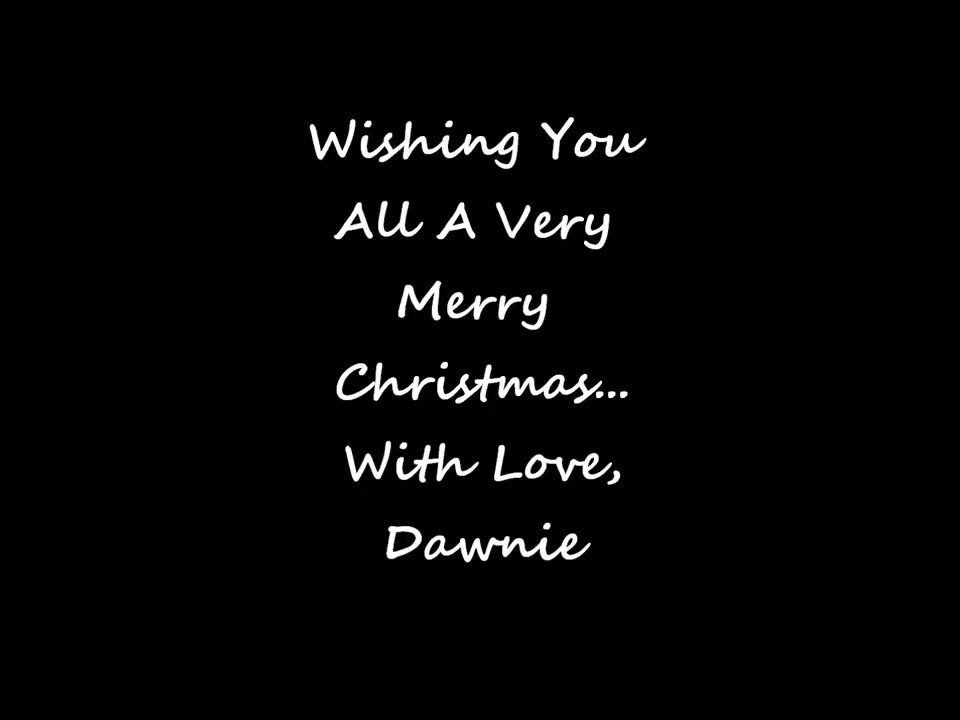 Wishing You
All A Very
Merry
Christmas...
With Love,
Dawnie